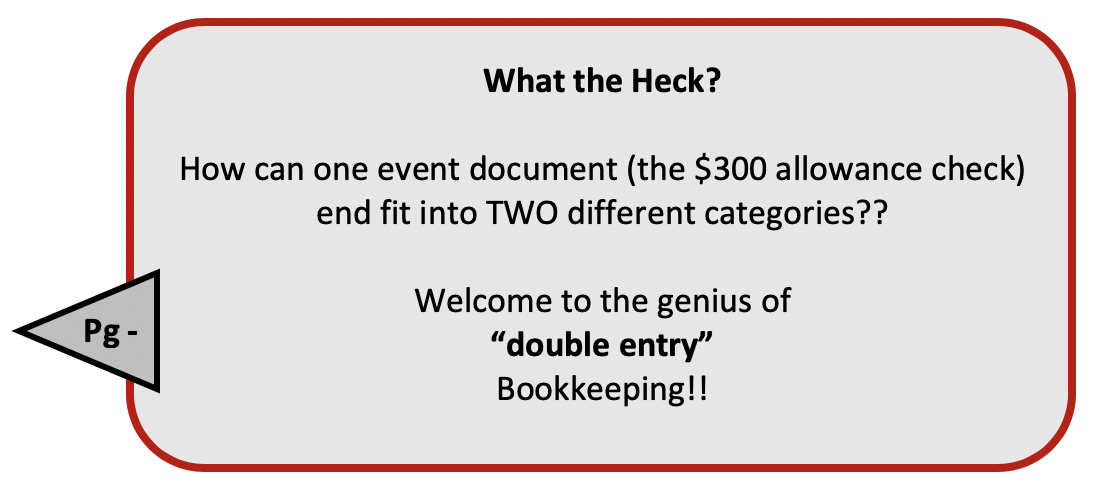 What the Heck?
How can one event document (the $300 allowance check)
end fit into TWO different categories??
Welcome to the genius of
“double entry”
Bookkeeping!!
Pg -